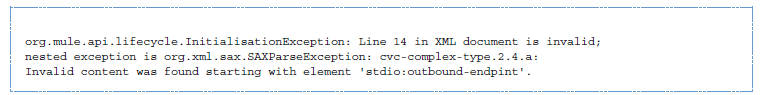 org.mule.api.lifecycle.InitialisationException: Line 14 in XML document is invalid;
nested exception is org.xml.sax.SAXParseException: cvc-complex-type.2.4.a:
Invalid content was found starting with element 'stdio:outbound-endpint'.